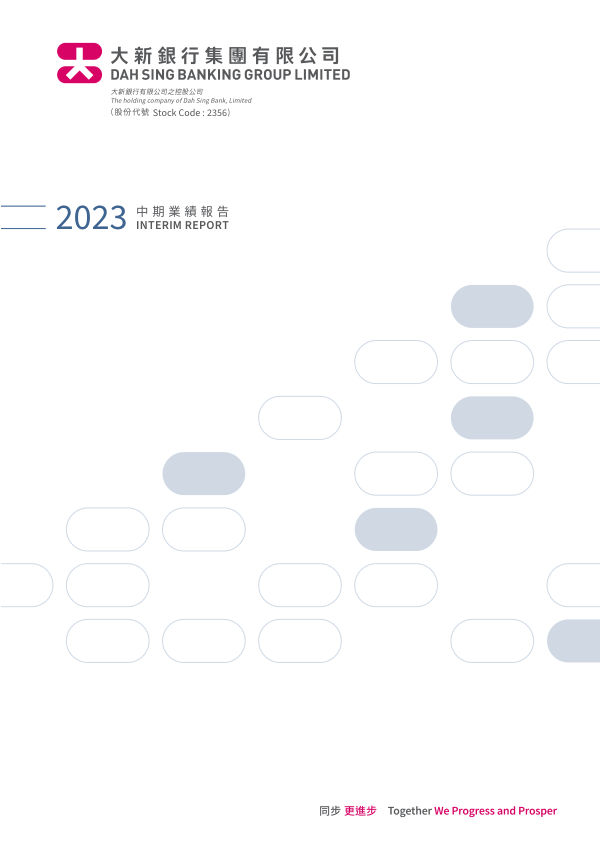 大新銀行集團有限公司
DAH SING BANKING GROUP LIMITED
大新銀行有限公司之控股公司
The holding company of Dah Sing Bank, Limited
(股份代號 Stock Code : 2356)
2023 中期業績報告
INTERIM REPORT
同步 更進步 Together We Progress and Prosper